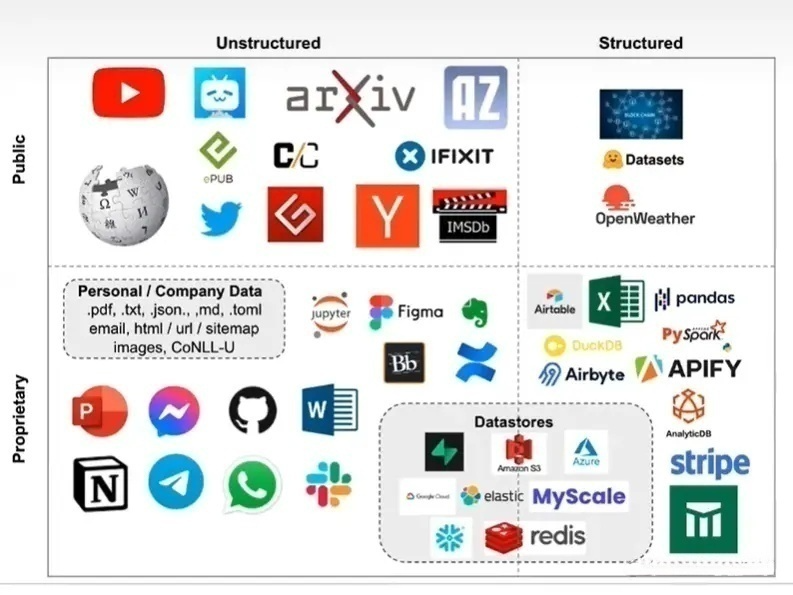 Unstructured
Structured
Public
Proprietary
arXiv
AZ
BLOCK CHAIN
Datasets
OpenWeather
ePUB
C/C
IFIXIT
W
Ω
И
Y
IMSDb
Personal / Company Data
.pdf, .txt, .json., ,md, .toml
email, html / url / sitemap
images, CoNLL-U
jupyter
Figma
Bb
Airtable
X
pandas
PySpark
DuckDB
Airbyte
APIFY
AnalyticDB
stripe
P
W
N
Datastores
Amazon S3
Azure
Google Cloud
elastic
MyScale
redis